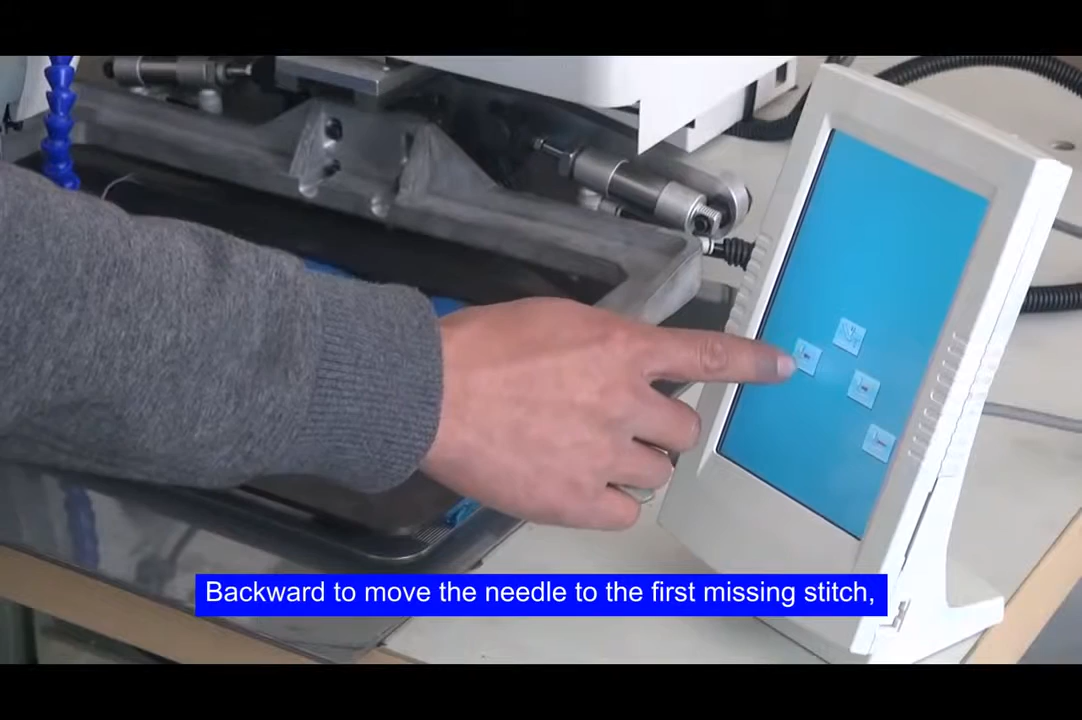 Backward to move the needle to the first missing stitch,